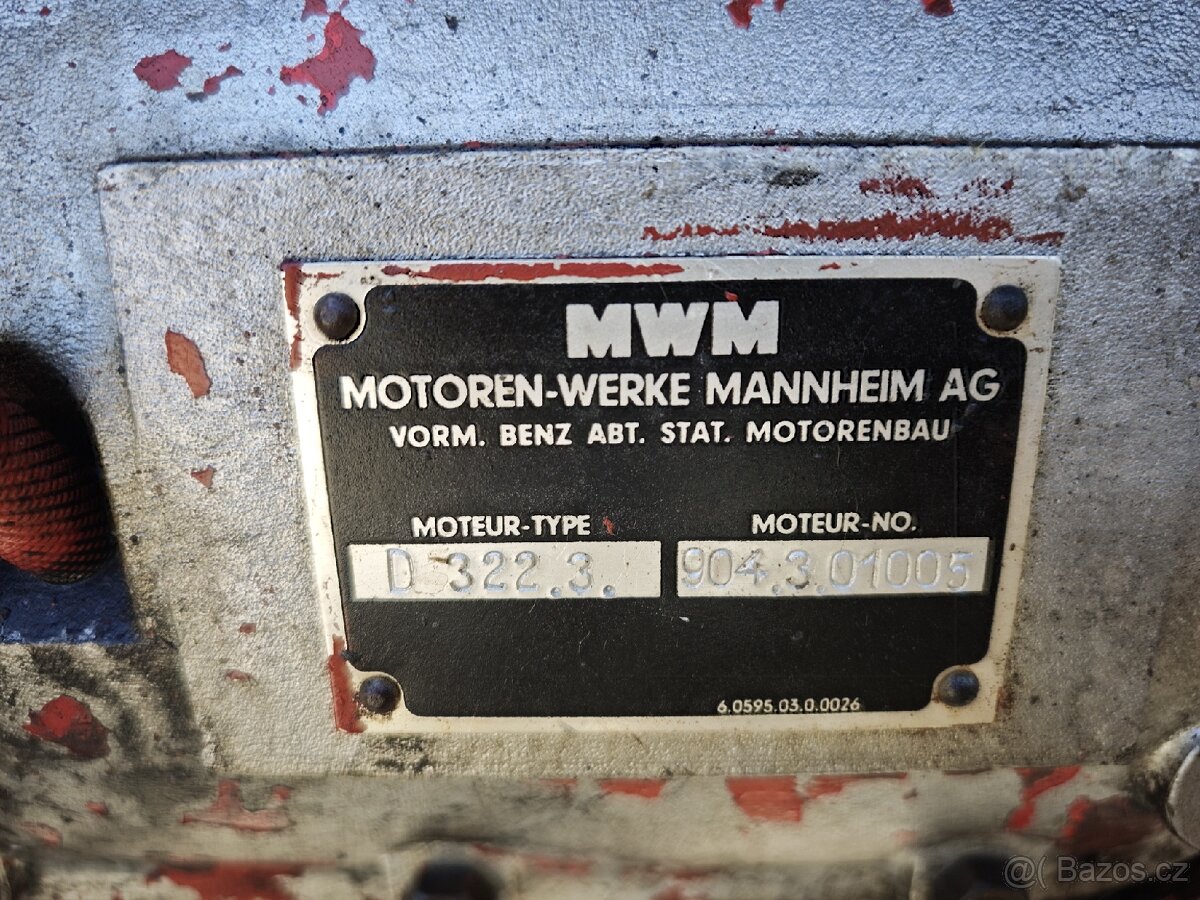 MWM
MOTOREN-WERKE MANNHEIM AG
VORM. BENZ ABT. STAT. MOTORENBAU
MOTEUR-TYPE MOTEUR-NO.
D 322.3. 904.3.01005
6.0595.03.0.0026
Bazos.cz